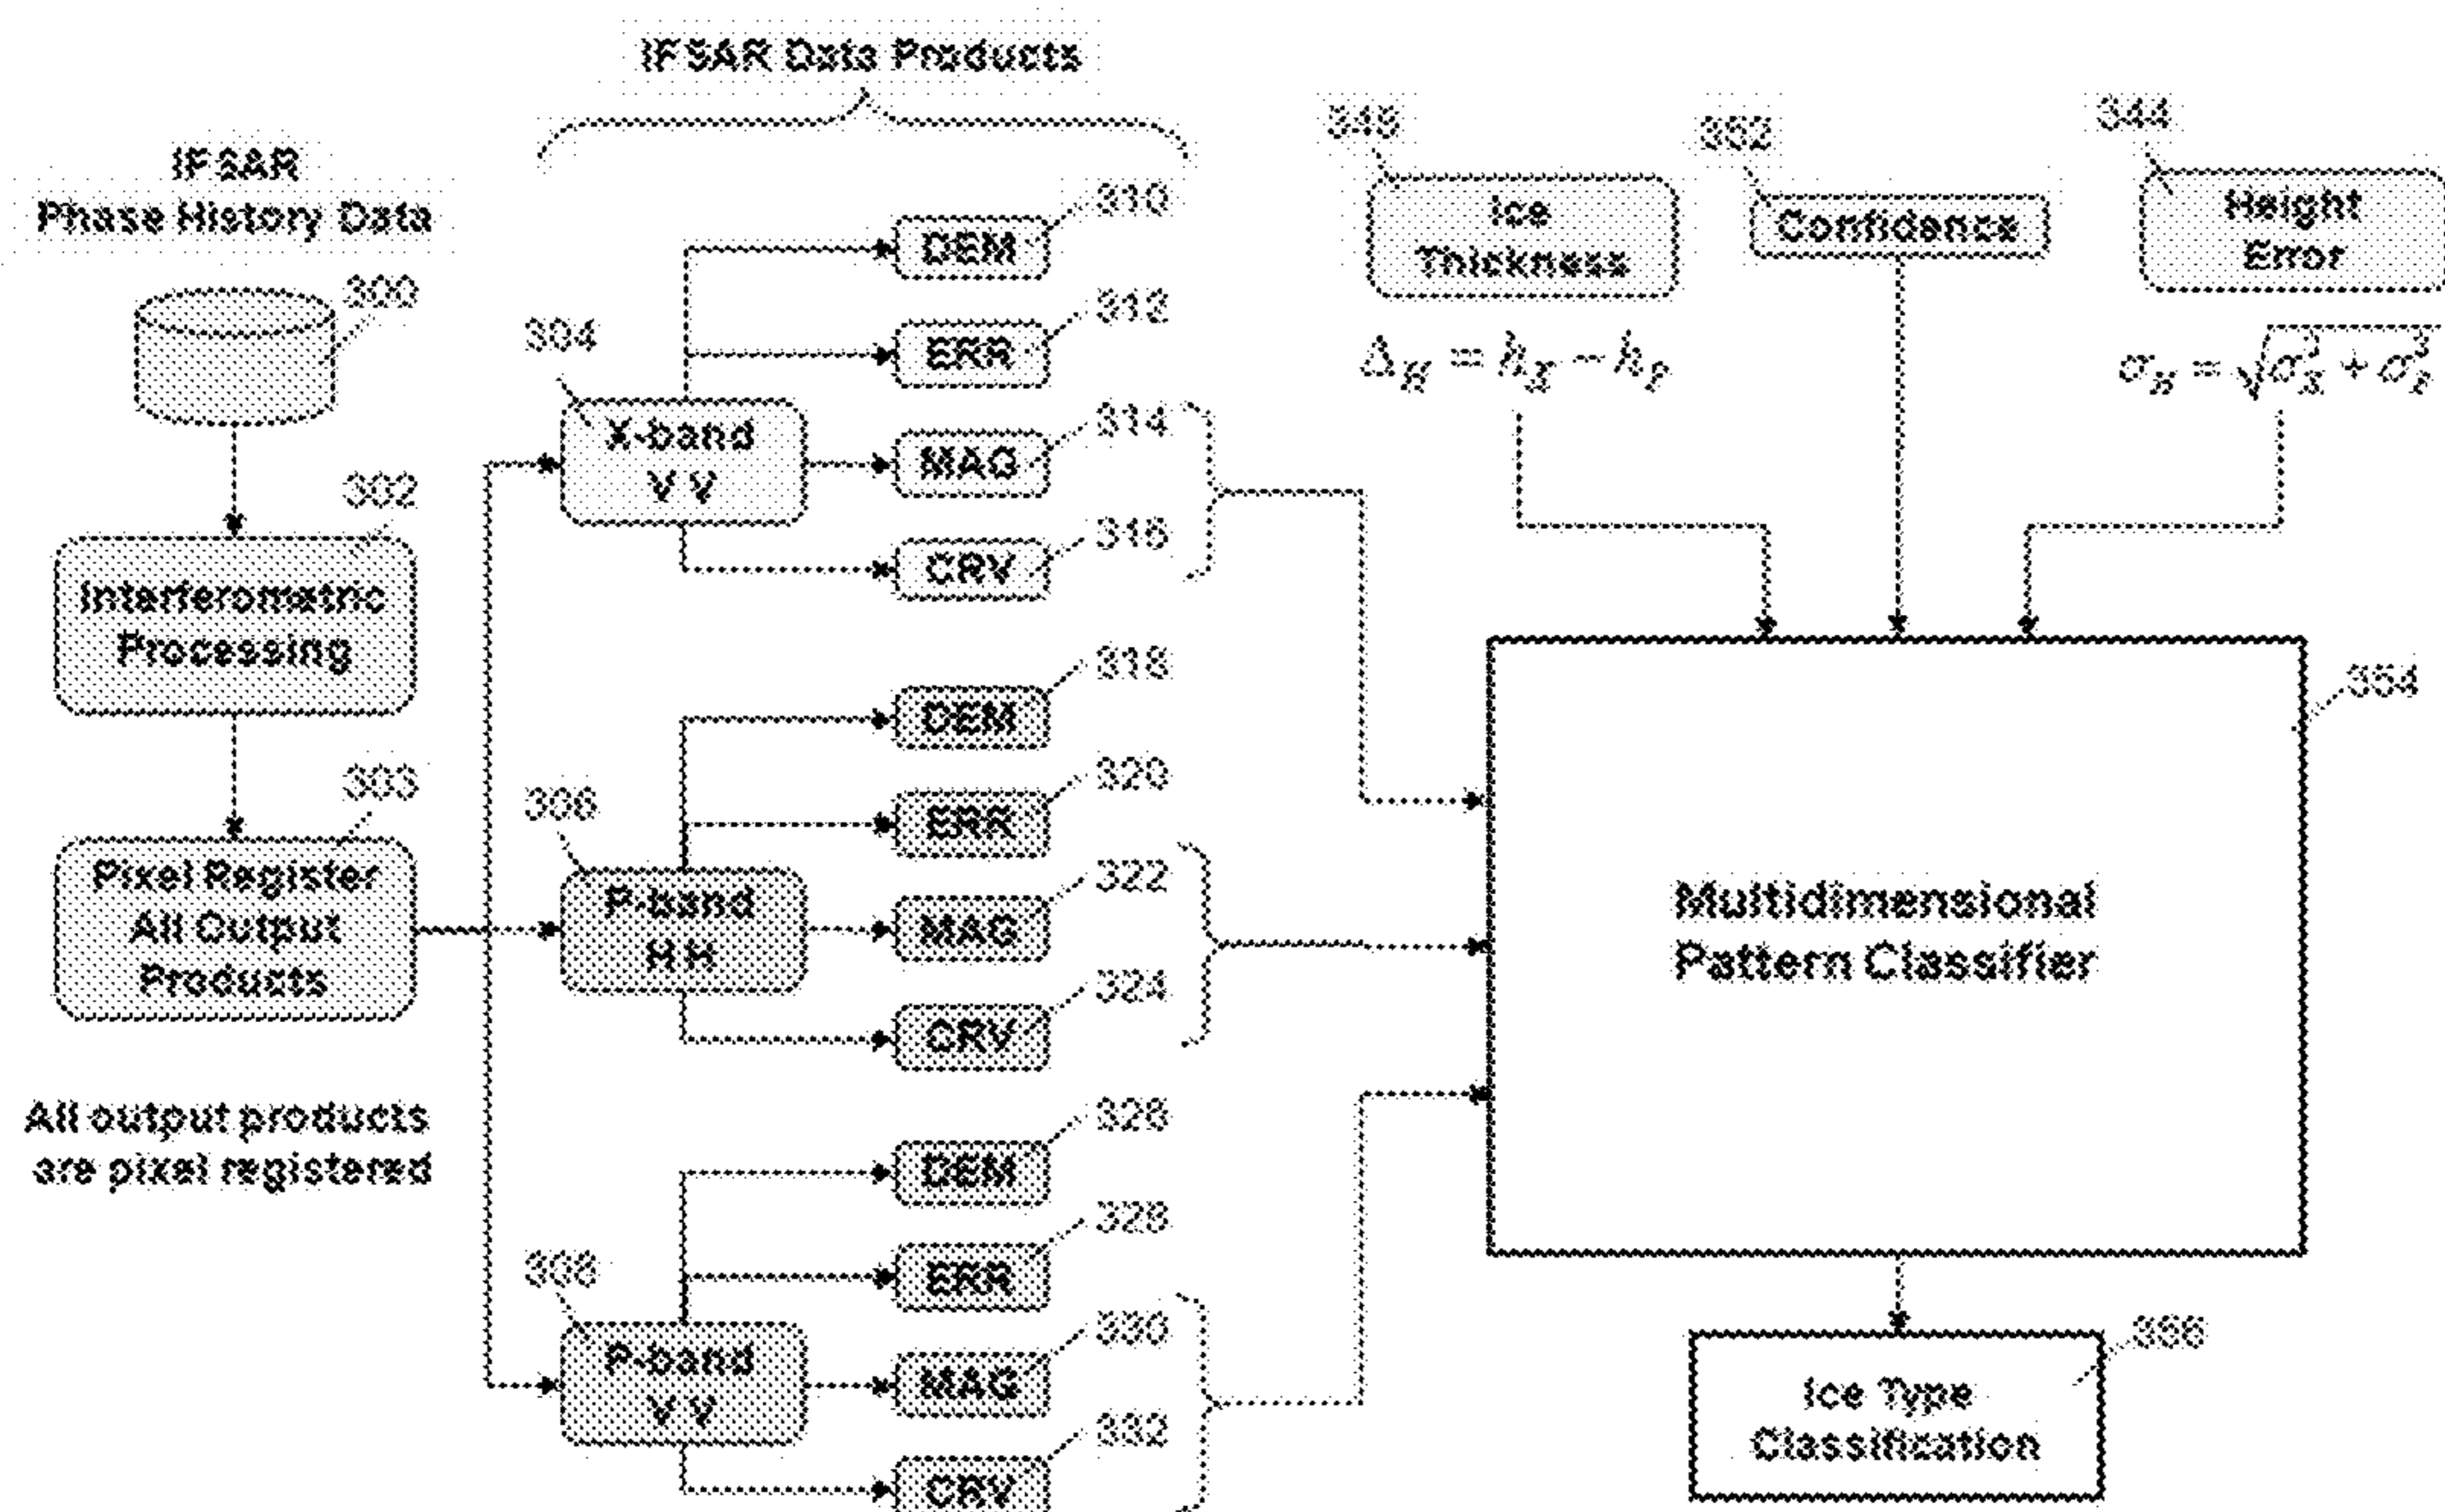 IFSAR Data Products
IFSAR
Phase History Data
300
302
Interferometric
Processing
303
Pixel Register
All Output
Products
All output products
are pixel registered
304
X-band
V V
310
DEM
312
ERR
314
MAG
316
CRV
306
P-band
H H
318
DEM
320
ERR
322
MAG
324
CRV
308
P-band
V V
326
DEM
328
ERR
330
MAG
332
CRV
Ice
Thickness
352
Confidence
344
Height
Error
354
Multidimensional
Pattern Classifier
Ice Type
Classification